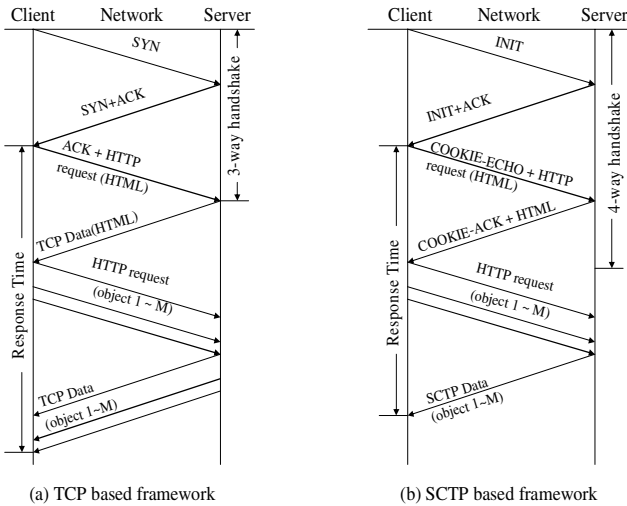 Client Network Server
SYN
SYN+ACK
ACK + HTTP
request (HTML)
TCP Data(HTML)
HTTP request
(object 1 ~ M)
TCP Data
(object 1~M)
3-way handshake
Response Time
(a) TCP based framework
Client Network Server
INIT
INIT+ACK
COOKIE-ECHO + HTTP
request (HTML)
COOKIE-ACK + HTML
HTTP request
(object 1 ~ M)
SCTP Data
(object 1~M)
4-way handshake
Response Time
(b) SCTP based framework